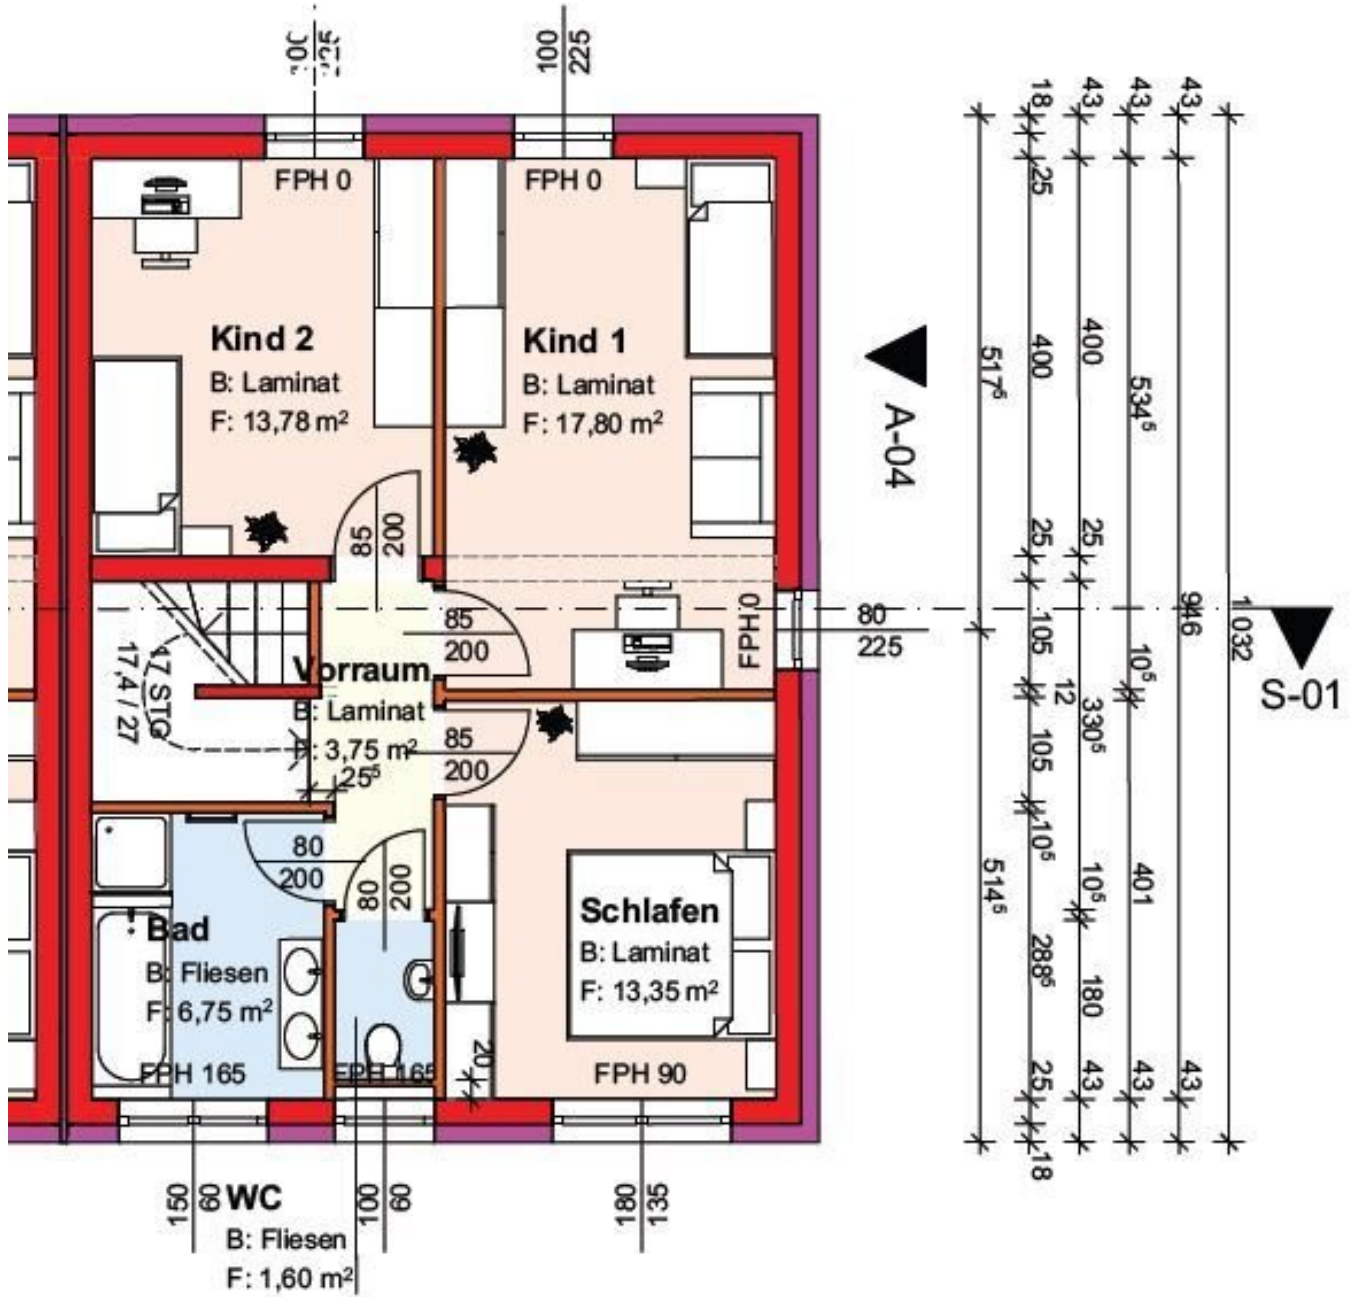 225
100
225
FPH 0
FPH 0
Kind 2
B: Laminat
F: 13,78 m²
Kind 1
B: Laminat
F: 17,80 m²
85
200
85
200
FPH 0
80
225
17 STG
17,4 / 27
Vorraum
B: Laminat
F: 3,75 m²
25⁵
85
200
80
200
80
200
Bad
B: Fliesen
F: 6,75 m²
FPH 165
FPH 165
20
Schlafen
B: Laminat
F: 13,35 m²
FPH 90
150
60
100
60
180
135
WC
B: Fliesen
F: 1,60 m²
A-04
S-01
517⁵
514⁵
18
25
400
25
105
12
105
10⁵
288⁵
25
18
43
400
25
330⁵
10⁵
180
43
43
534⁵
10⁵
401
43
43
946
43
1 032